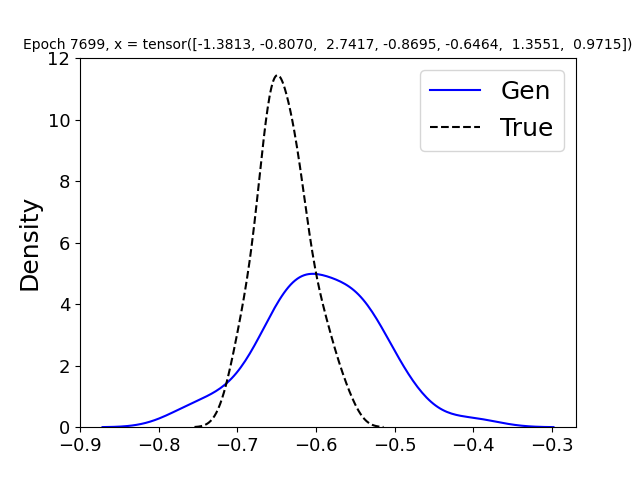 Epoch 7699, x = tensor([-1.3813, -0.8070,  2.7417, -0.8695, -0.6464,  1.3551,  0.9715])
Gen
True
Density
12
10
8
6
4
2
0
−0.9 −0.8 −0.7 −0.6 −0.5 −0.4 −0.3